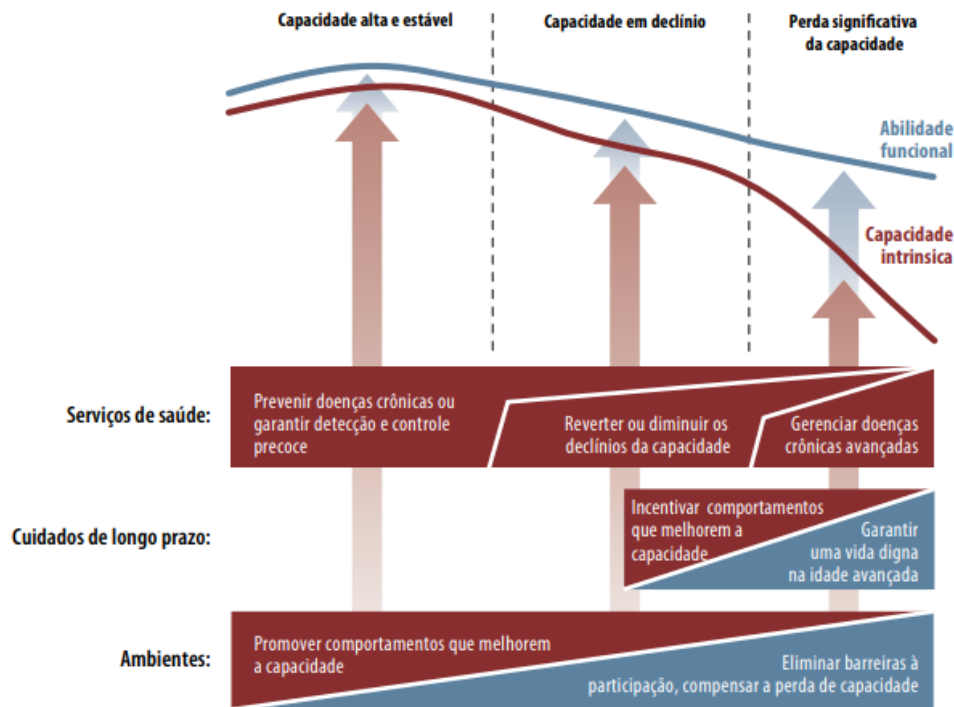 Capacidade alta e estável
Capacidade em declínio
Perda significativa
da capacidade
Abilidade
funcional
Capacidade
intrinsica
Serviços de saúde:
Prevenir doenças crônicas ou
garantir detecção e controle
precoce
Reverter ou diminuir os
declínios da capacidade
Gerenciar doenças
crônicas avançadas
Cuidados de longo prazo:
Incentivar comportamentos
que melhorem a
capacidade
Garantir
uma vida digna
na idade avançada
Ambientes:
Promover comportamentos que melhorem
a capacidade
Eliminar barreiras à
participação, compensar a perda de capacidade